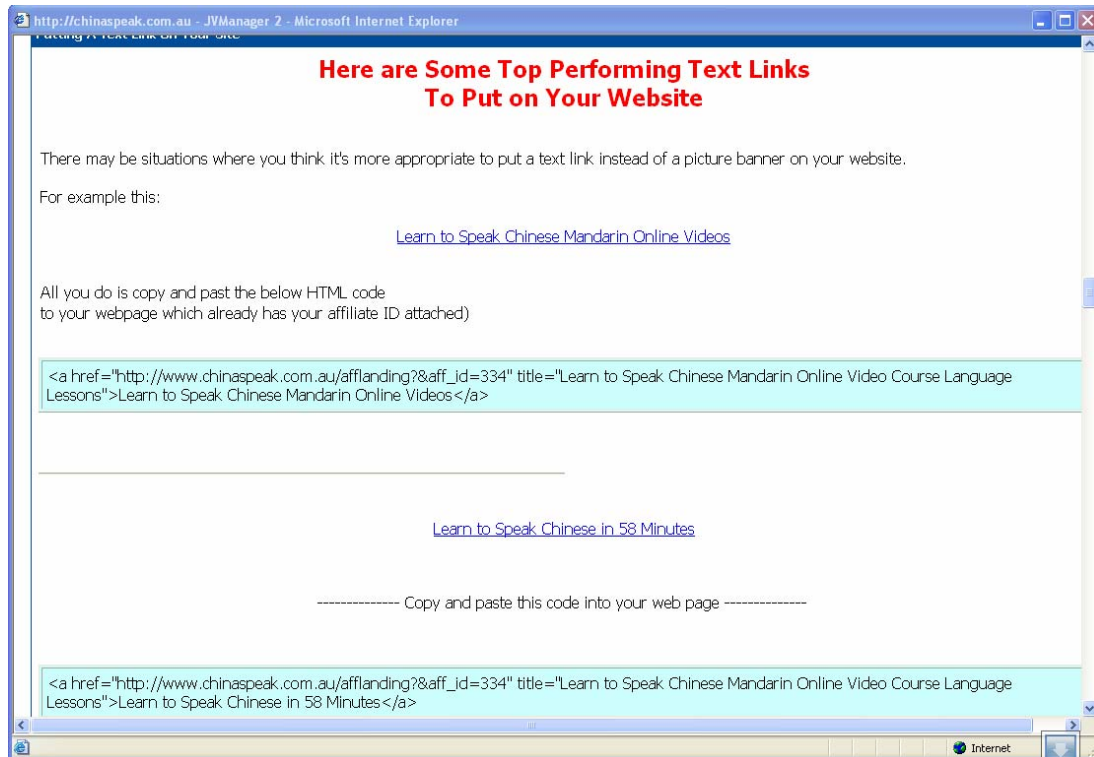 http://chinaspeak.com.au - JVManager 2 - Microsoft Internet Explorer
Putting A Text Link On Your Site
Here are Some Top Performing Text Links
To Put on Your Website
There may be situations where you think it's more appropriate to put a text link instead of a picture banner on your website.
For example this:
Learn to Speak Chinese Mandarin Online Videos
All you do is copy and past the below HTML code
to your webpage which already has your affiliate ID attached)
<a href="http://www.chinaspeak.com.au/afflanding?&aff_id=334" title="Learn to Speak Chinese Mandarin Online Video Course Language
Lessons">Learn to Speak Chinese Mandarin Online Videos</a>
Learn to Speak Chinese in 58 Minutes
-------------- Copy and paste this code into your web page --------------
<a href="http://www.chinaspeak.com.au/afflanding?&aff_id=334" title="Learn to Speak Chinese Mandarin Online Video Course Language
Lessons">Learn to Speak Chinese in 58 Minutes</a>
Internet